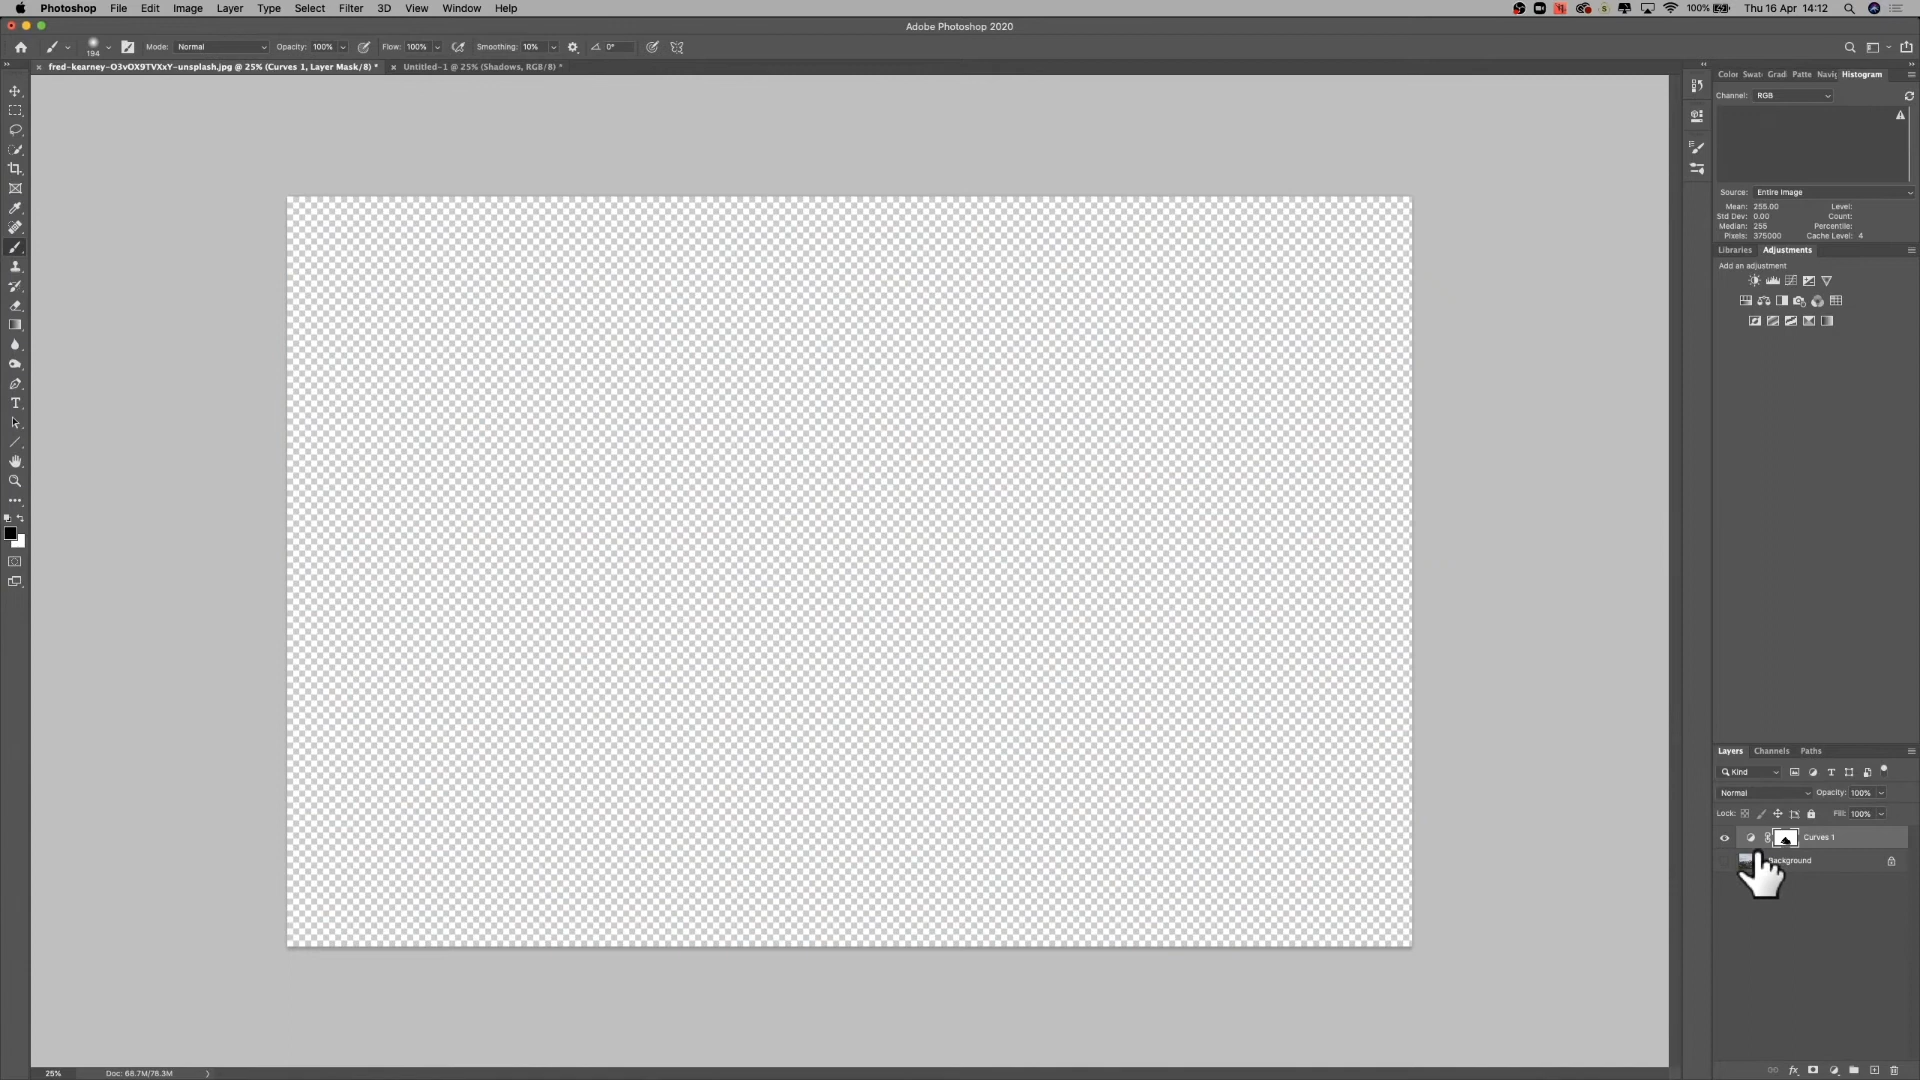 Photoshop File Edit Image Layer Type Select Filter 3D View Window Help 100% Thu 16 Apr 14:12
Adobe Photoshop 2020
194 Mode: Normal Opacity: 100% Flow: 100% Smoothing: 10% 0°
fred-kearney-O3vOX9TVXxY-unsplash.jpg @ 25% (Curves 1, Layer Mask/8) * Untitled-1 @ 25% (Shadows, RGB/8) *
Color Swat Grad Patte Navig Histogram
Channel: RGB
Source: Entire Image
Mean: 255.00 Level:
Std Dev: 0.00 Count:
Median: 255 Percentile:
Pixels: 375000 Cache Level: 4
Libraries Adjustments
Add an adjustment
Layers Channels Paths
Kind
Normal Opacity: 100%
Lock: Fill: 100%
Curves 1
Background
25% Doc: 68.7M/78.3M